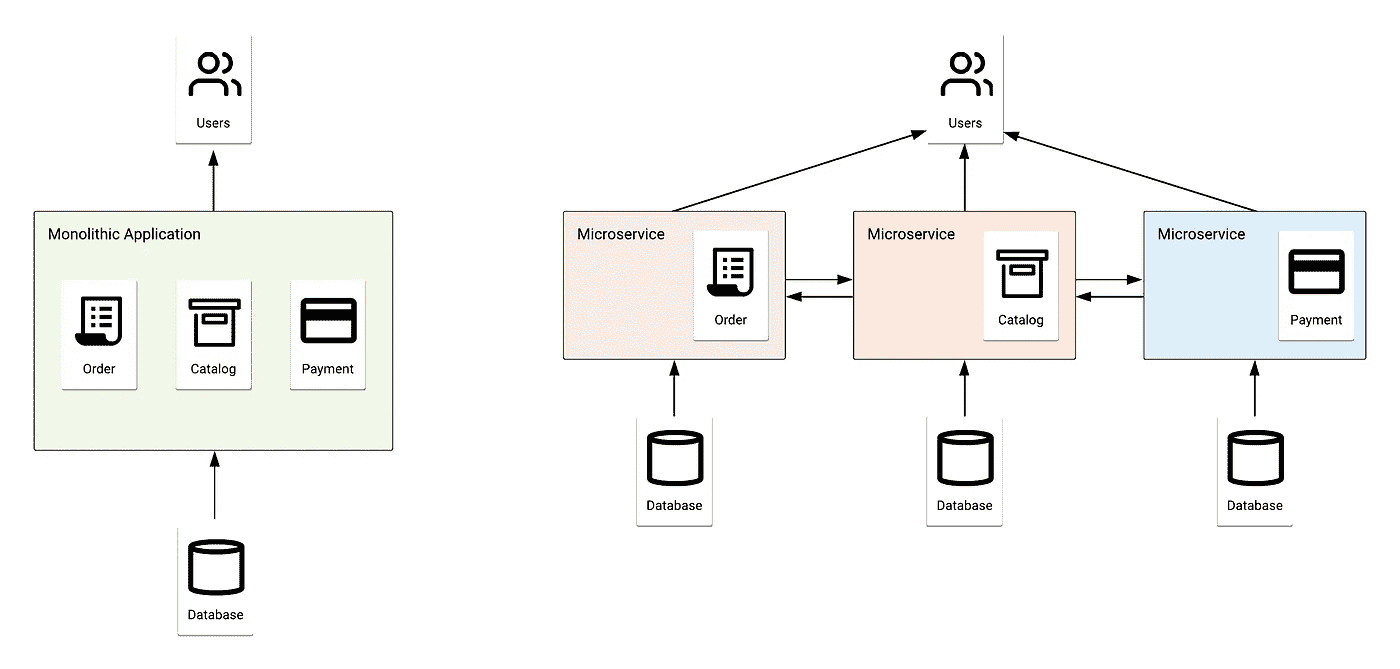 Users
Monolithic Application
Order
Catalog
Payment
Database
Users
Microservice
Order
Microservice
Catalog
Microservice
Payment
Database
Database
Database